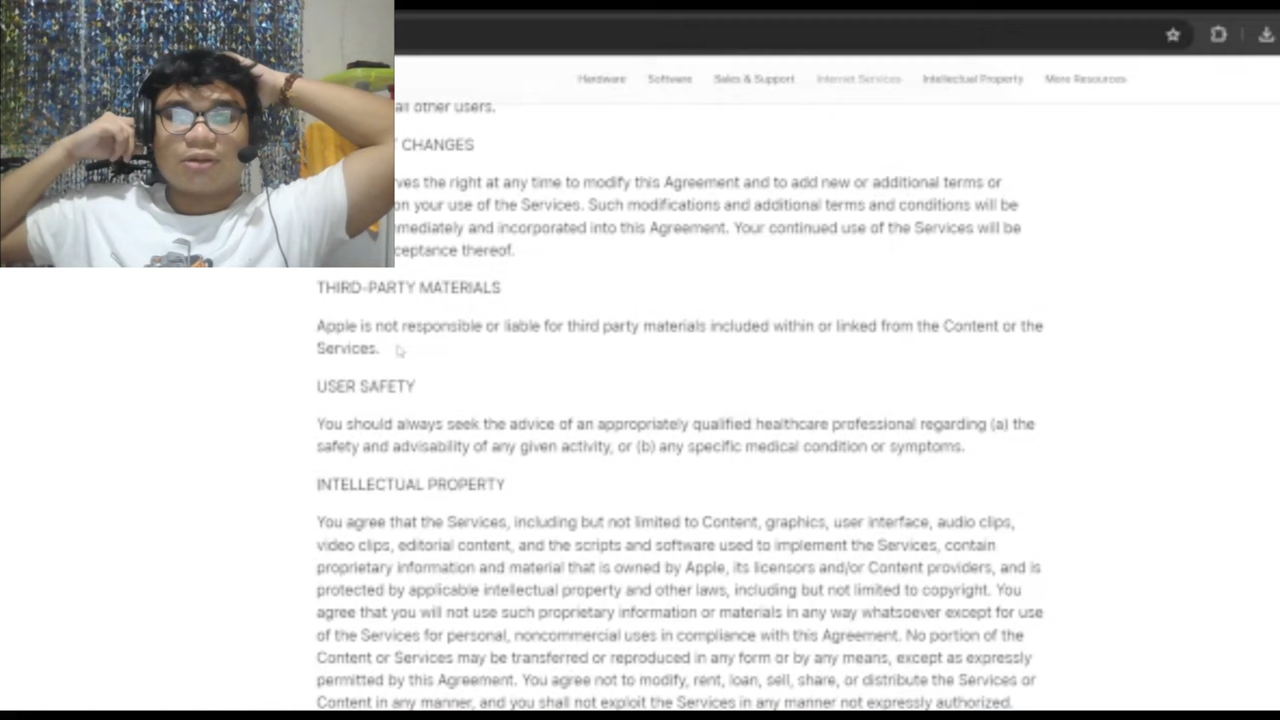 Hardware Software Sales & Support Internet Services Intellectual Property More Resources
all other users.
CHANGES
ves the right at any time to modify this Agreement and to add new or additional terms or
on your use of the Services. Such modifications and additional terms and conditions will be
mediately and incorporated into this Agreement. Your continued use of the Services will be
ceptance thereof.
THIRD-PARTY MATERIALS
Apple is not responsible or liable for third party materials included within or linked from the Content or the
Services.
USER SAFETY
You should always seek the advice of an appropriately qualified healthcare professional regarding (a) the
safety and advisability of any given activity, or (b) any specific medical condition or symptoms.
INTELLECTUAL PROPERTY
You agree that the Services, including but not limited to Content, graphics, user interface, audio clips,
video clips, editorial content, and the scripts and software used to implement the Services, contain
proprietary information and material that is owned by Apple, its licensors and/or Content providers, and is
protected by applicable intellectual property and other laws, including but not limited to copyright. You
agree that you will not use such proprietary information or materials in any way whatsoever except for use
of the Services for personal, noncommercial uses in compliance with this Agreement. No portion of the
Content or Services may be transferred or reproduced in any form or by any means, except as expressly
permitted by this Agreement. You agree not to modify, rent, loan, sell, share, or distribute the Services or
Content in any manner, and you shall not exploit the Services in any manner not expressly authorized.